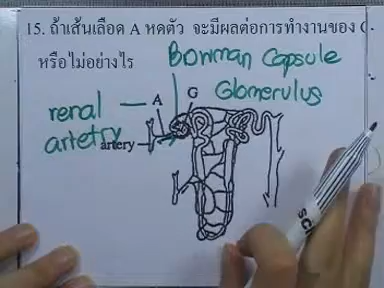 15. ถ้าเส้นเลือด A หดตัว จะมีผลต่อการทำงานของ G
หรือไม่อย่างไร
Bowman Capsule
Glomerulus
renal
artetry
A
G
artery